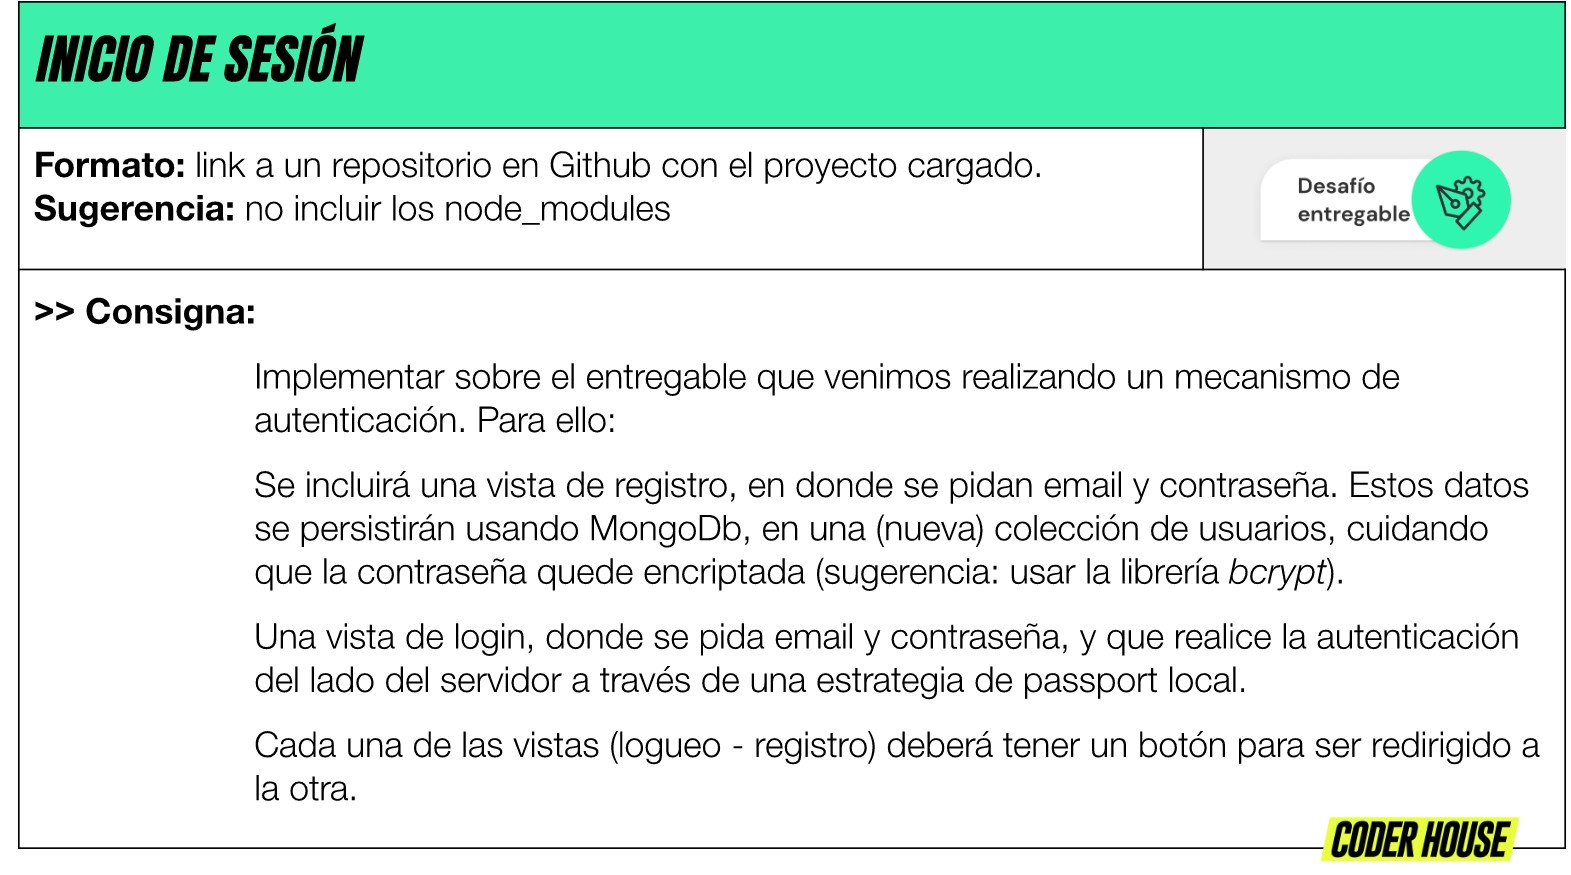 INICIO DE SESIÓN
Formato: link a un repositorio en Github con el proyecto cargado.
Sugerencia: no incluir los node_modules
Desafío
entregable
>> Consigna:
Implementar sobre el entregable que venimos realizando un mecanismo de
autenticación. Para ello:
Se incluirá una vista de registro, en donde se pidan email y contraseña. Estos datos
se persistirán usando MongoDb, en una (nueva) colección de usuarios, cuidando
que la contraseña quede encriptada (sugerencia: usar la librería bcrypt).
Una vista de login, donde se pida email y contraseña, y que realice la autenticación
del lado del servidor a través de una estrategia de passport local.
Cada una de las vistas (logueo - registro) deberá tener un botón para ser redirigido a
la otra.
CODER HOUSE